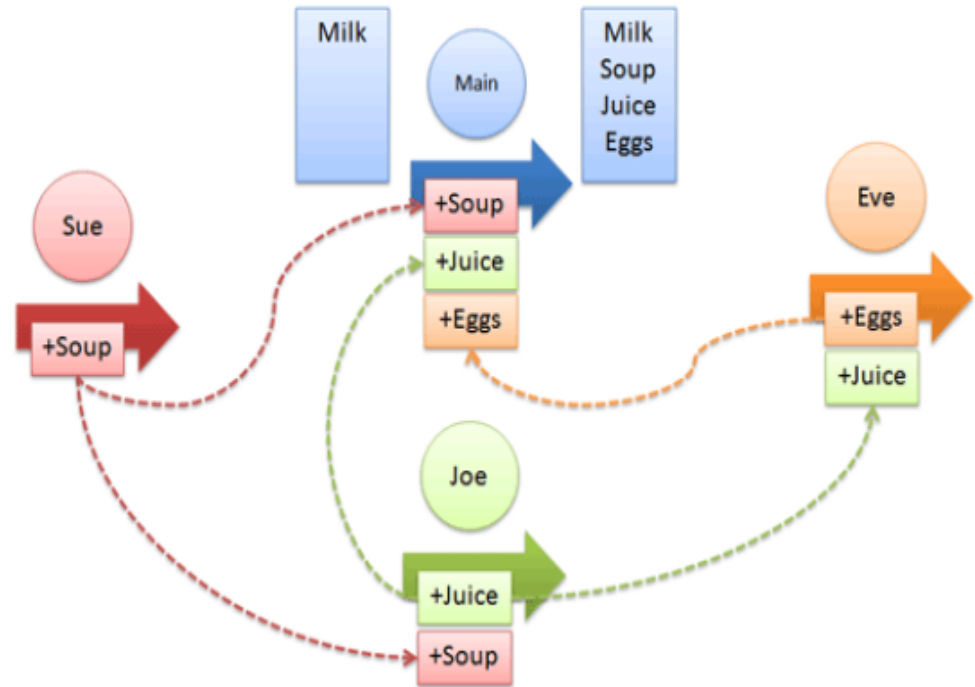 Milk
Main
Milk
Soup
Juice
Eggs
Sue
+Soup
+Soup
+Juice
+Eggs
Eve
+Eggs
+Juice
Joe
+Juice
+Soup